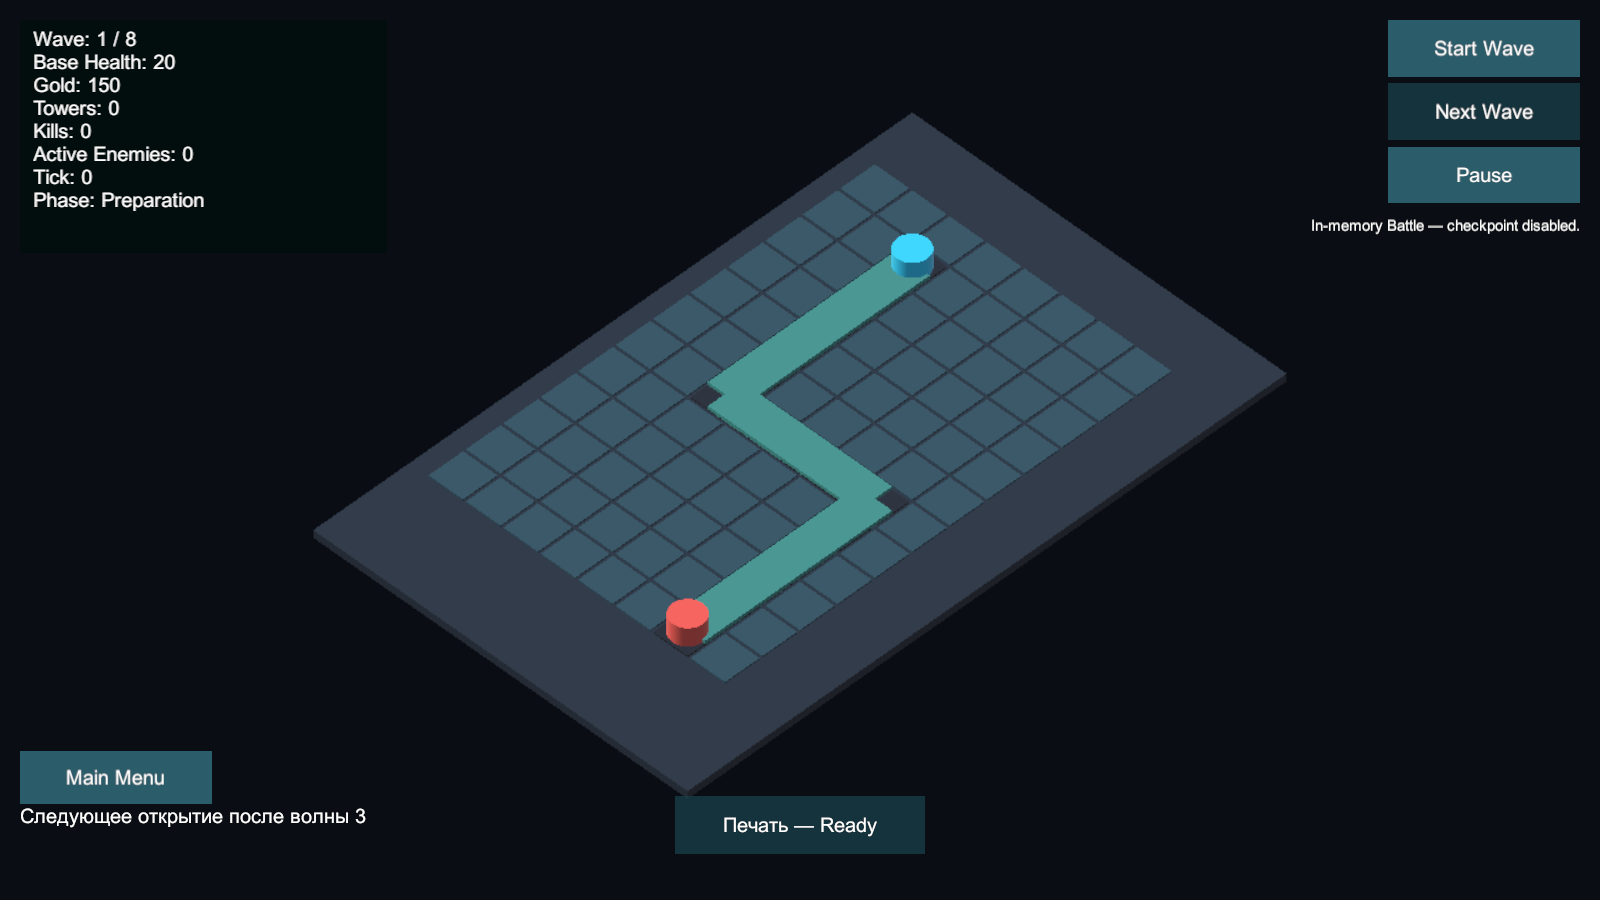 Wave: 1 / 8
Base Health: 20
Gold: 150
Towers: 0
Kills: 0
Active Enemies: 0
Tick: 0
Phase: Preparation
Start Wave
Next Wave
Pause
In-memory Battle — checkpoint disabled.
Main Menu
Следующее открытие после волны 3
Печать — Ready